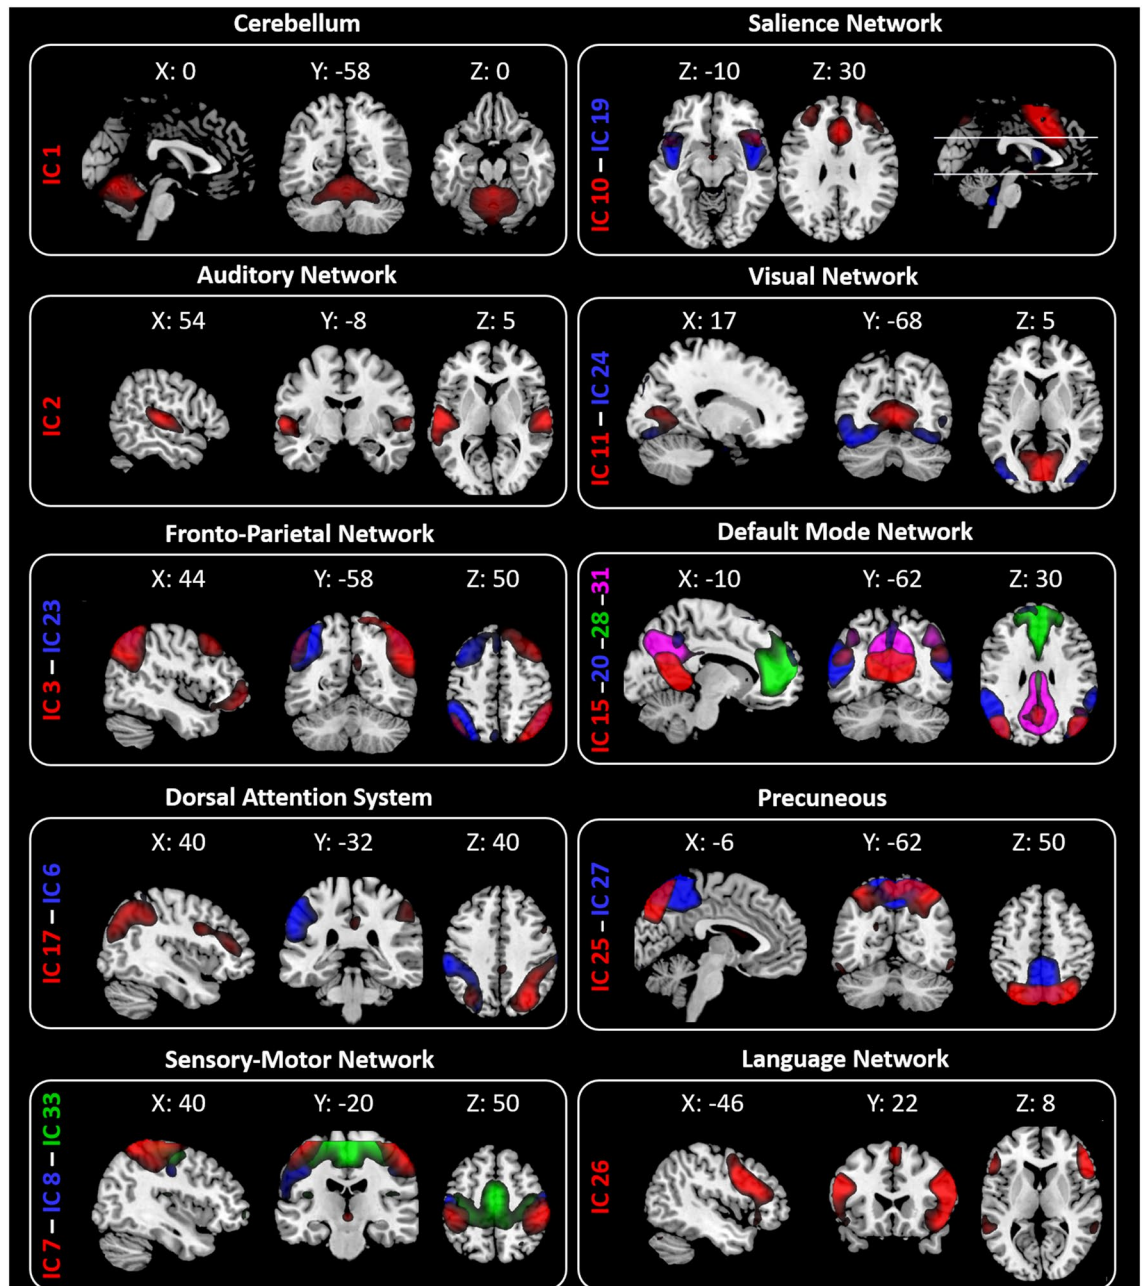 Cerebellum
X: 0 Y: -58 Z: 0
IC 1
Salience Network
Z: -10 Z: 30
IC 10 – IC 19
Auditory Network
X: 54 Y: -8 Z: 5
IC 2
Visual Network
X: 17 Y: -68 Z: 5
IC 11 – IC 24
Fronto-Parietal Network
X: 44 Y: -58 Z: 50
IC 3 – IC 23
Default Mode Network
X: -10 Y: -62 Z: 30
IC 15 –20 –28 –31
Dorsal Attention System
X: 40 Y: -32 Z: 40
IC 17 – IC 6
Precuneous
X: -6 Y: -62 Z: 50
IC 25 – IC 27
Sensory-Motor Network
X: 40 Y: -20 Z: 50
IC 7 – IC 8 – IC 33
Language Network
X: -46 Y: 22 Z: 8
IC 26